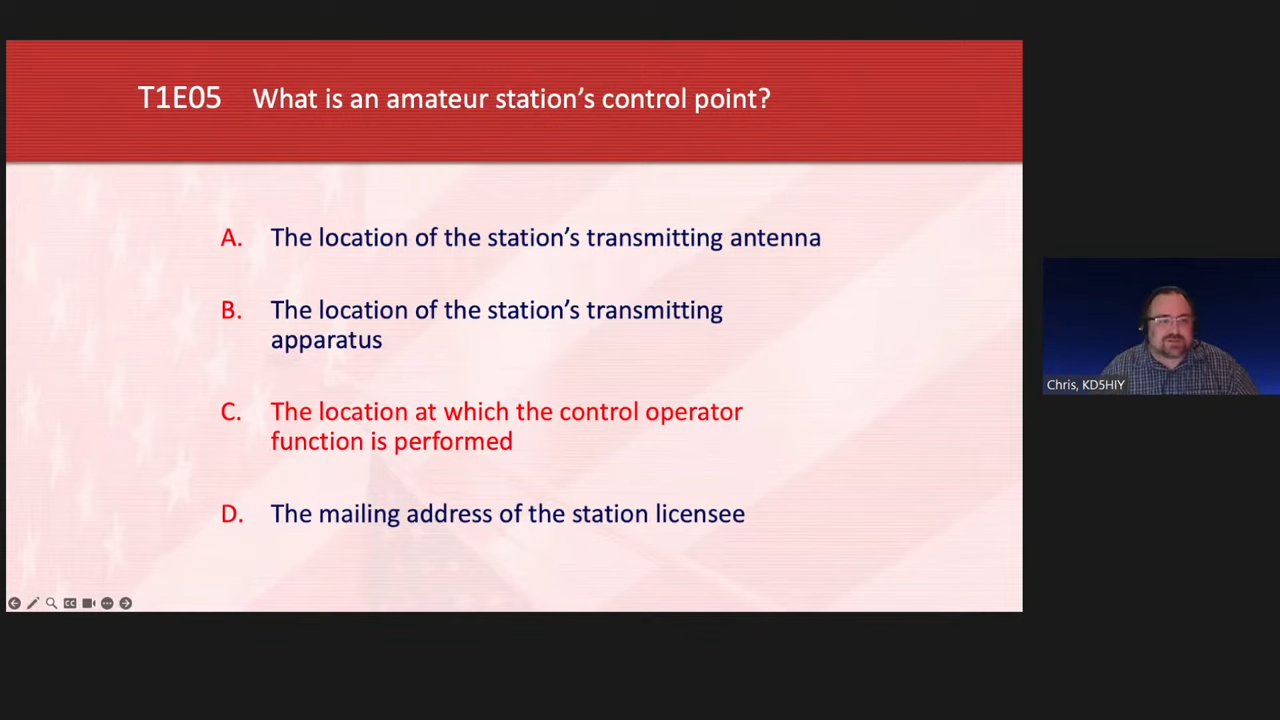 T1E05 What is an amateur station's control point?
A. The location of the station's transmitting antenna
B. The location of the station's transmitting
apparatus
C. The location at which the control operator
function is performed
D. The mailing address of the station licensee
Chris, KD5HIY
CC